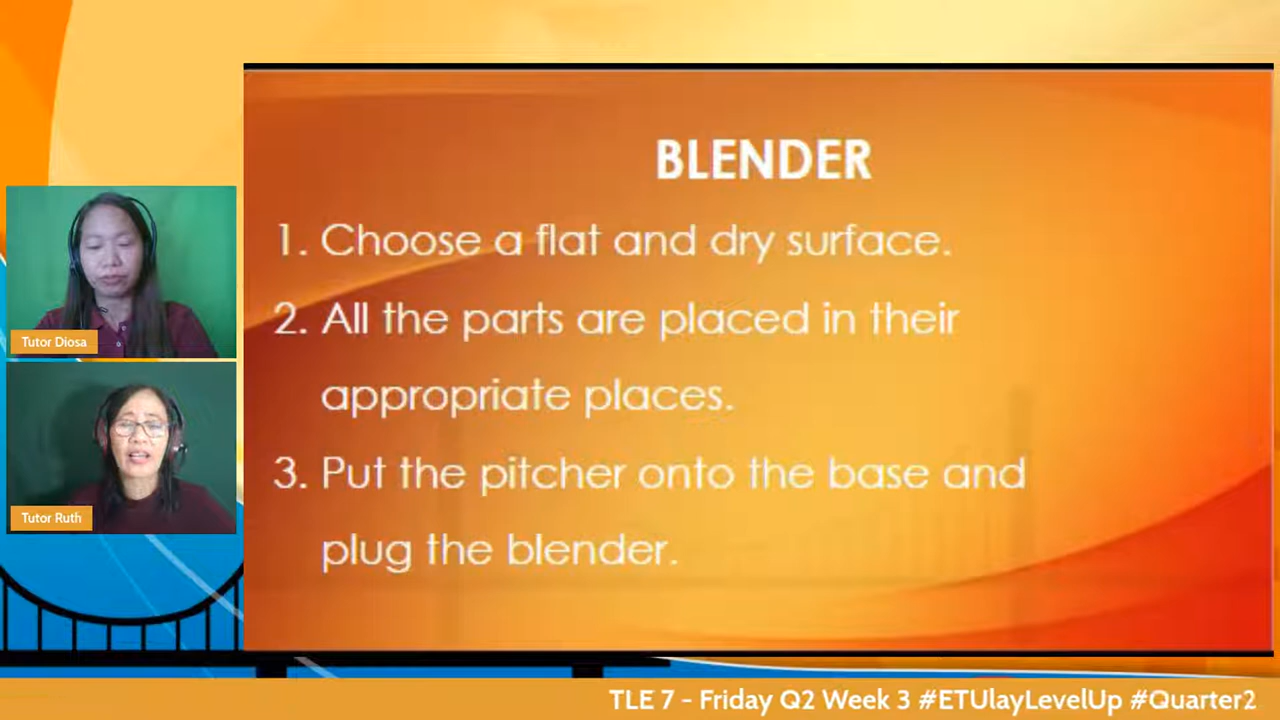 BLENDER
1. Choose a flat and dry surface.
2. All the parts are placed in their
appropriate places.
3. Put the pitcher onto the base and
plug the blender.
Tutor Diosa
Tutor Ruth
TLE 7 - Friday Q2 Week 3 #ETUlayLevelUp #Quarter2